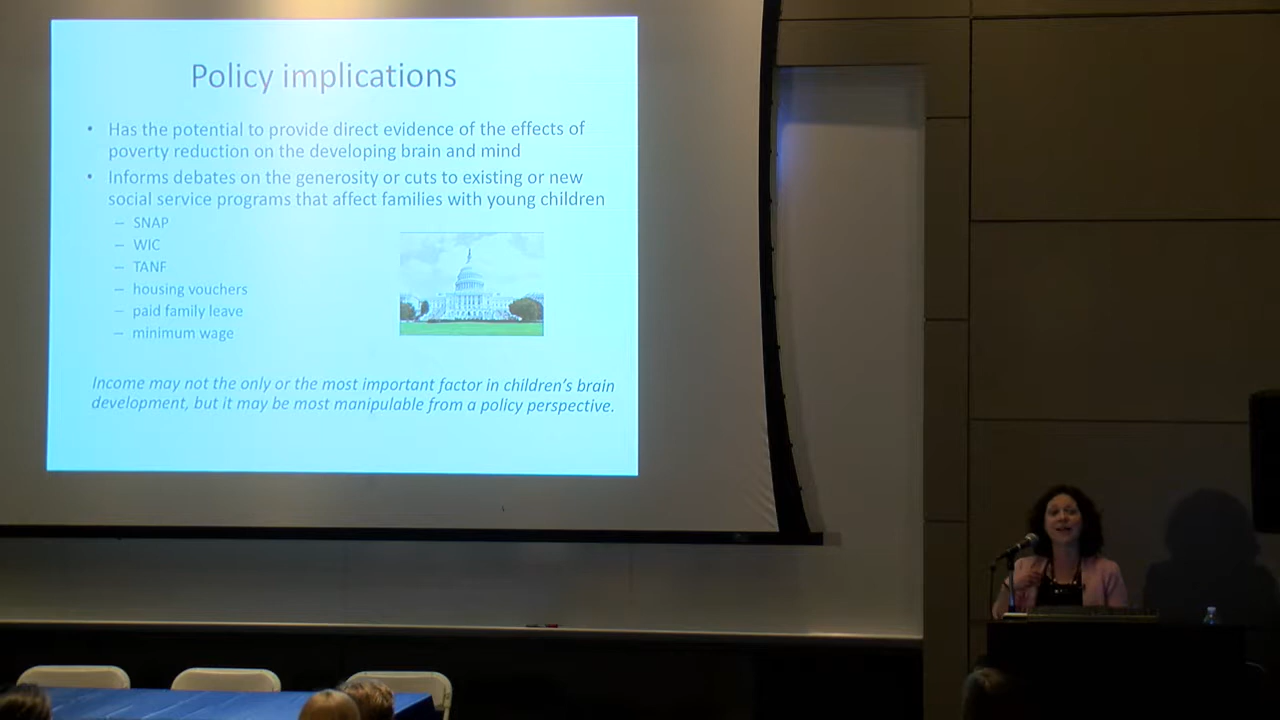 Policy implications
• Has the potential to provide direct evidence of the effects of
poverty reduction on the developing brain and mind
• Informs debates on the generosity or cuts to existing or new
social service programs that affect families with young children
– SNAP
– WIC
– TANF
– housing vouchers
– paid family leave
– minimum wage
Income may not the only or the most important factor in children's brain
development, but it may be most manipulable from a policy perspective.